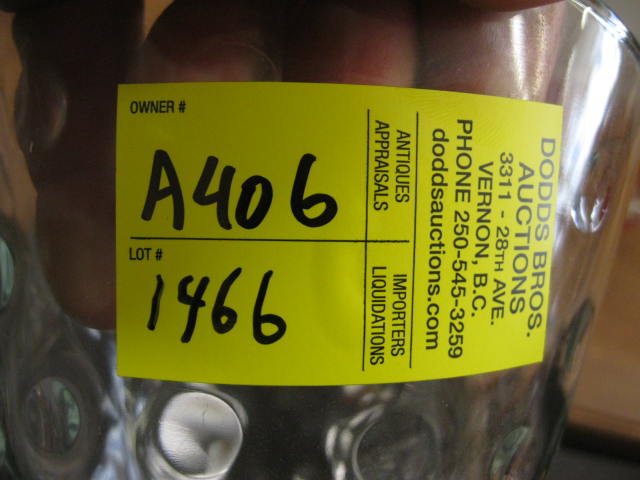 OWNER #
A406
LOT #
1466
ANTIQUES
APPRAISALS
IMPORTERS
LIQUIDATIONS
DODDS BROS.
AUCTIONS
3311 - 28TH AVE.
VERNON, B.C.
PHONE 250-545-3259
doddsauctions.com